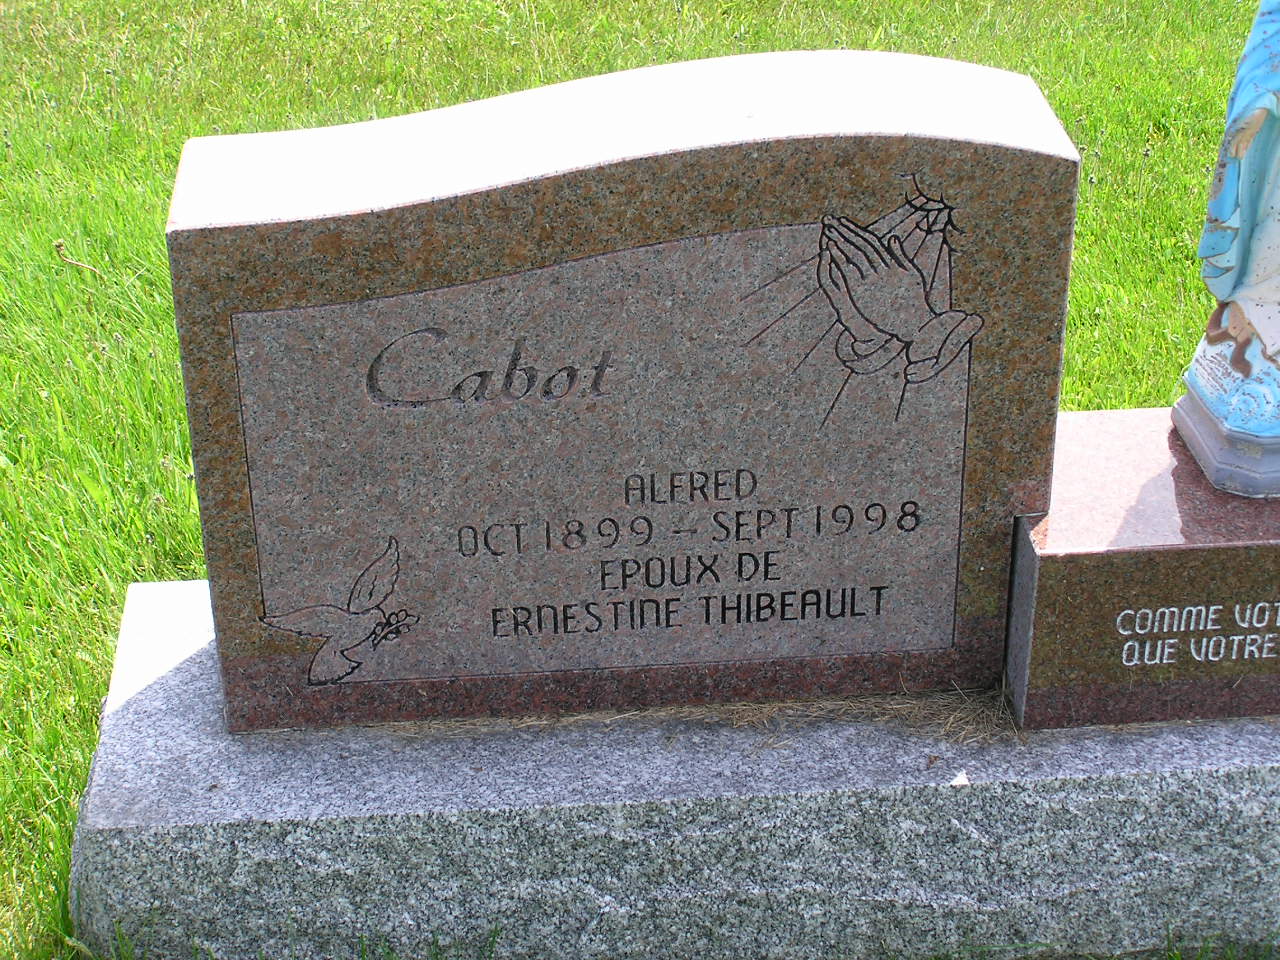 Cabot
ALFRED
OCT 1899 - SEPT 1998
EPOUX DE
ERNESTINE THIBEAULT
COMME
QUE VOTRE